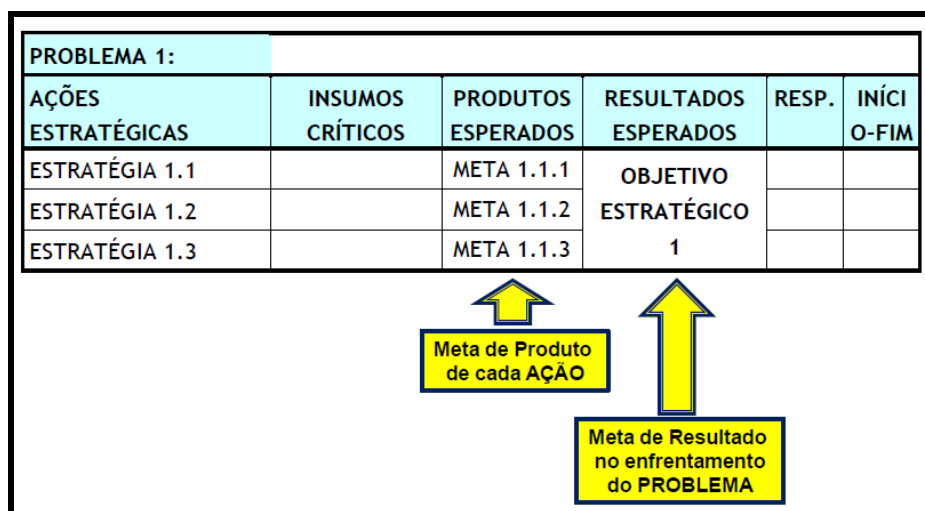 PROBLEMA 1:
AÇÕES ESTRATÉGICAS
INSUMOS CRÍTICOS
PRODUTOS ESPERADOS
RESULTADOS ESPERADOS
RESP.
INÍCI
O-FIM
ESTRATÉGIA 1.1
META 1.1.1
OBJETIVO
ESTRATÉGICO
1
ESTRATÉGIA 1.2
META 1.1.2
ESTRATÉGIA 1.3
META 1.1.3
Meta de Produto
de cada AÇÃO
Meta de Resultado
no enfrentamento
do PROBLEMA